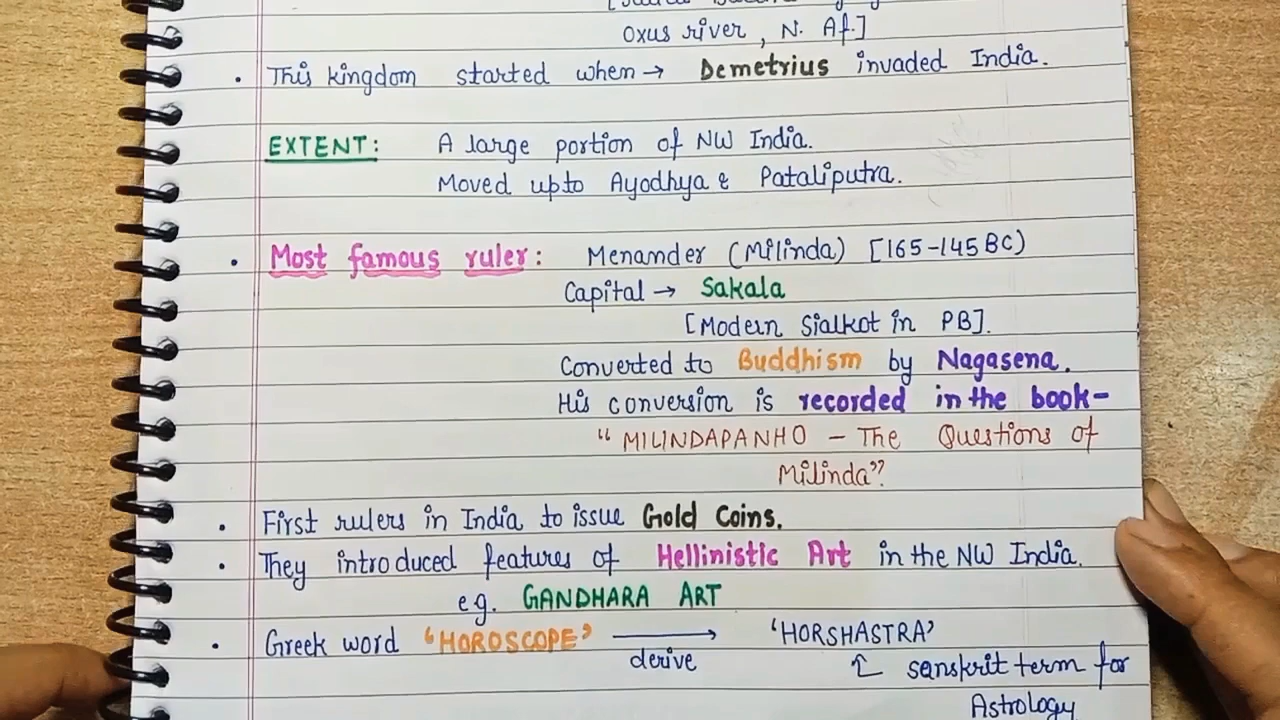 Oxus river, N. Af.]
• This kingdom started when → Demetrius invaded India.
EXTENT: A large portion of NW India.
Moved upto Ayodhya & Pataliputra.
• Most famous ruler: Menander (Milinda) [165-145 BC)
Capital → Sakala
[Modern Sialkot in PB].
Converted to Buddhism by Nagasena.
His conversion is recorded in the book-
"MILINDAPANHO - The Questions of
Milinda"
• First rulers in India to issue Gold Coins.
• They introduced features of Hellinistic Art in the NW India.
eg. GANDHARA ART
• Greek word 'HOROSCOPE' → 'HORSHASTRA'
derive
↑ sanskrit term for
Astrology